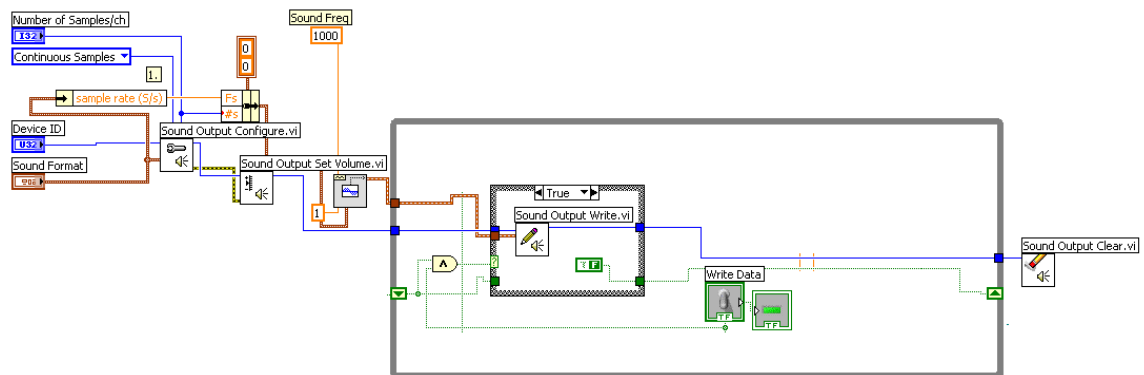 Number of Samples/ch
I32
Continuous Samples
1.
sample rate (S/s)
Device ID
U32
Sound Format
Sound Output Configure.vi
Sound Output Set Volume.vi
0
0
Fs
#s
Sound Freq
1000
1
True
Sound Output Write.vi
?
F
Write Data
TF
TF
Sound Output Clear.vi